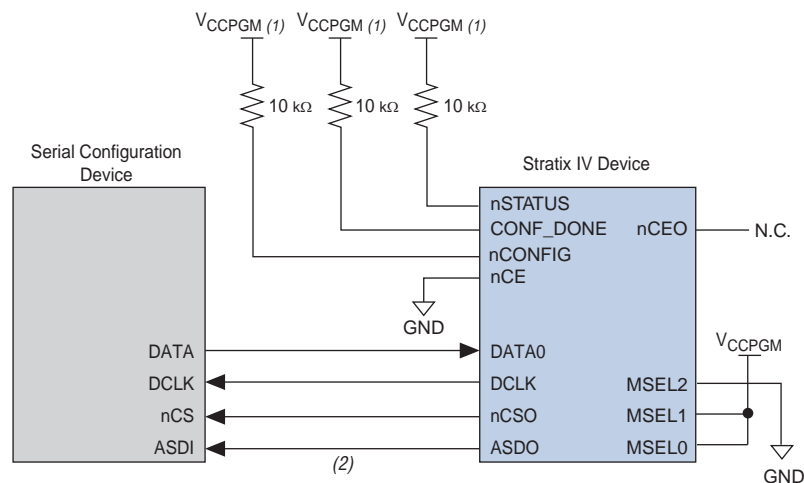 VCCPGM (1) VCCPGM (1) VCCPGM (1)
10 kΩ 10 kΩ 10 kΩ
Serial Configuration
Device
Stratix IV Device
nSTATUS
CONF_DONE nCEO N.C.
nCONFIG
nCE
GND
VCCPGM
DATA DATA0
DCLK DCLK MSEL2
nCS nCSO MSEL1
ASDI ASDO MSEL0
(2)
GND